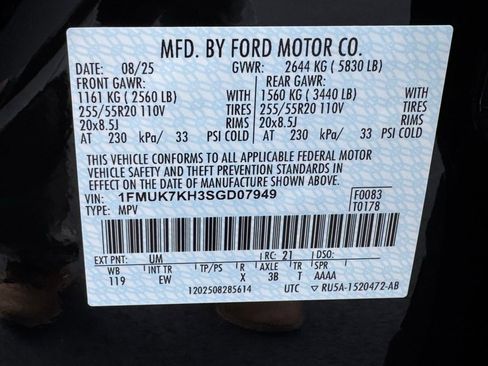 MFD. BY FORD MOTOR CO.
DATE: 08/25 GVWR: 2644 KG ( 5830 LB)
FRONT GAWR: REAR GAWR:
1161 KG ( 2560 LB) WITH 1560 KG ( 3440 LB) WITH
255/55R20 110V TIRES 255/55R20 110V TIRES
20x8.5J RIMS 20x8.5J RIMS
AT 230 kPa/ 33 PSI COLD AT 230 kPa/ 33 PSI COLD
THIS VEHICLE CONFORMS TO ALL APPLICABLE FEDERAL MOTOR
VEHICLE SAFETY AND THEFT PREVENTION STANDARDS IN
EFFECT ON THE DATE OF MANUFACTURE SHOWN ABOVE.
VIN: 1FMUK7KH3SGD07949 F0083
TYPE: MPV T0178
EXT PNT: UM RC: 21 DSO:
WB INT TR TP/PS R AXLE TR SPR
119 EW X 3B T AAAA
1202508285614 UTC RU5A-1520472-AB